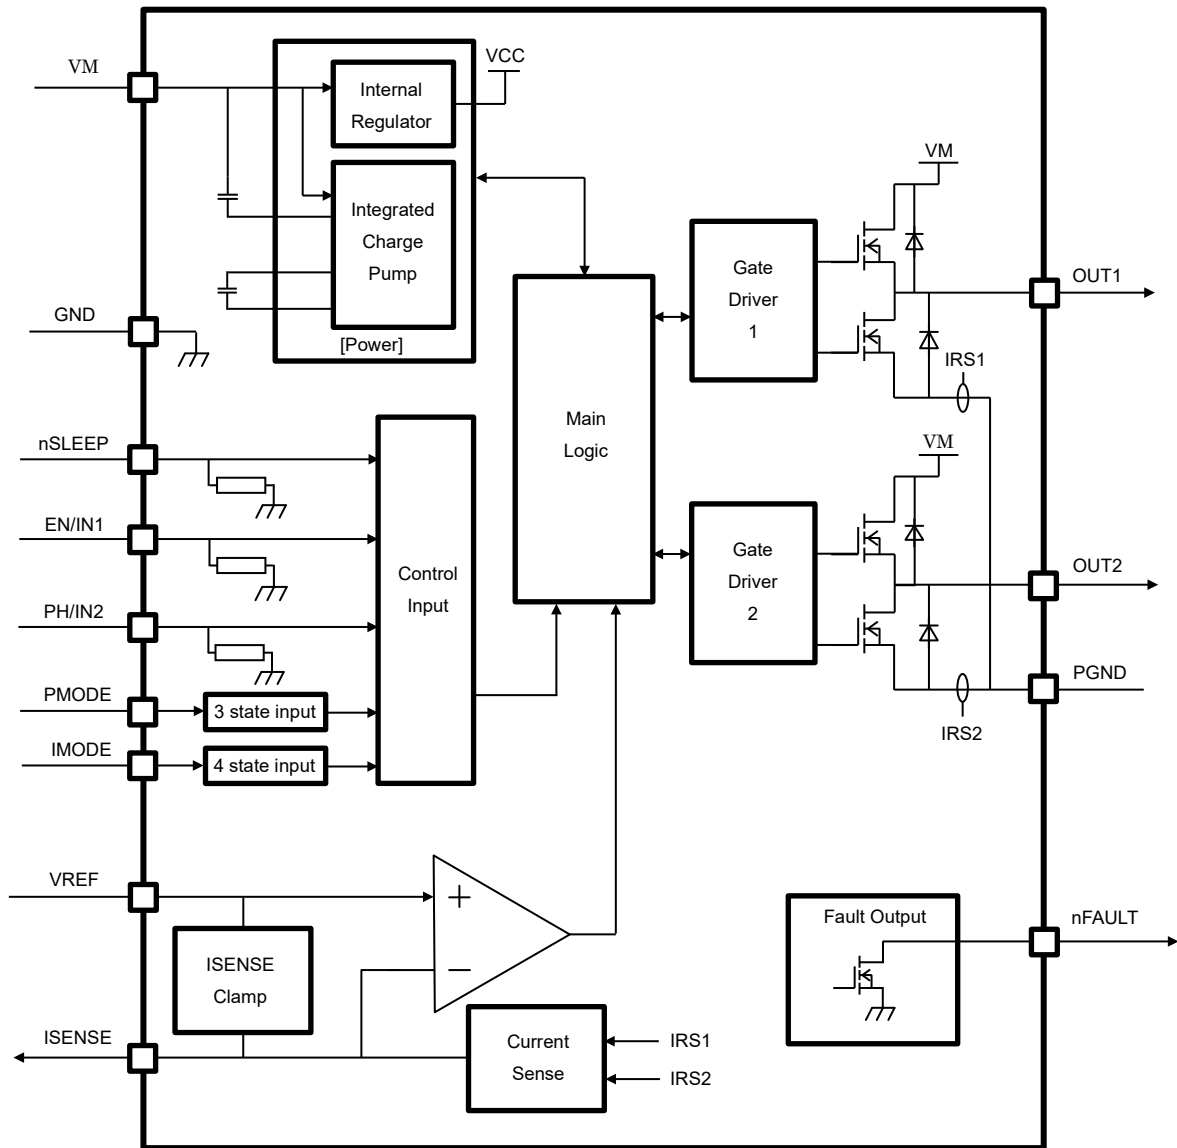 VM
VCC
Internal
Regulator
Integrated
Charge
Pump
[Power]
GND
nSLEEP
EN/IN1
PH/IN2
PMODE
3 state input
IMODE
4 state input
Control
Input
Main
Logic
Gate
Driver
1
VM
OUT1
IRS1
Gate
Driver
2
VM
OUT2
PGND
IRS2
VREF
ISENSE
Clamp
ISENSE
+
−
Current
Sense
IRS1
IRS2
Fault Output
nFAULT